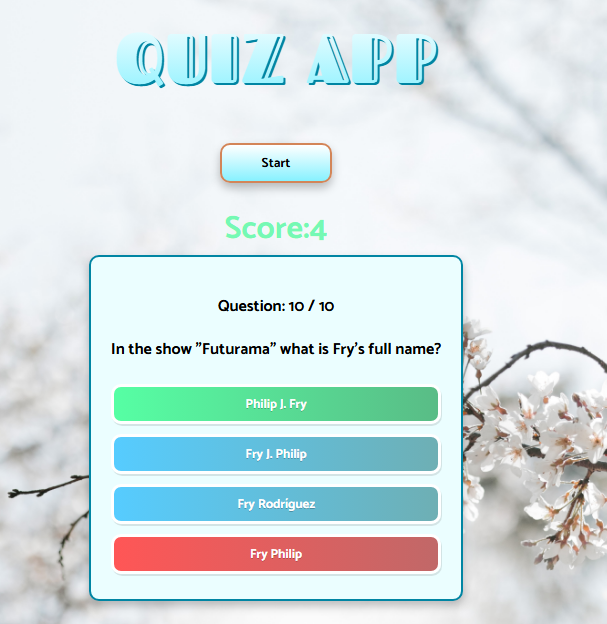 QUIZ APP
Start
Score:4
Question: 10 / 10
In the show ”Futurama” what is Fry’s full name?
Philip J. Fry
Fry J. Philip
Fry Rodríguez
Fry Philip